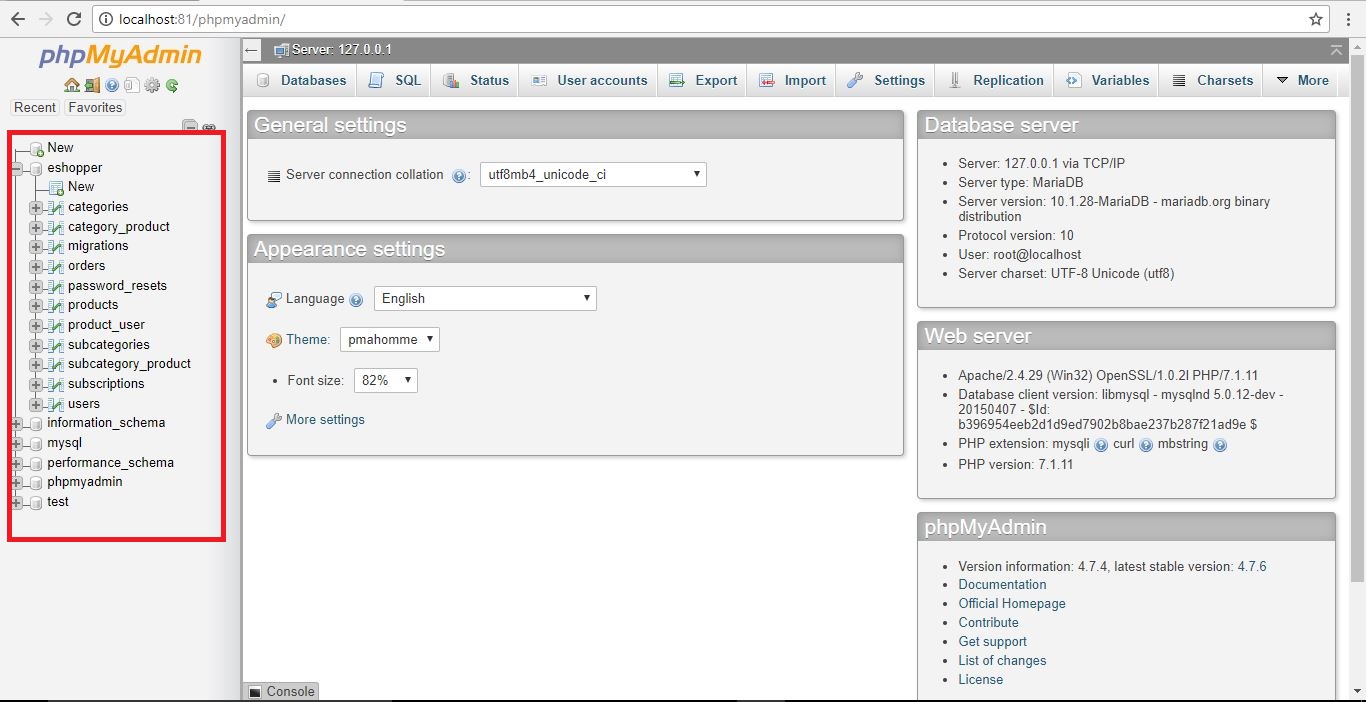 localhost:81/phpmyadmin/
phpMyAdmin
Recent Favorites
New
eshopper
New
categories
category_product
migrations
orders
password_resets
products
product_user
subcategories
subcategory_product
subscriptions
users
information_schema
mysql
performance_schema
phpmyadmin
test
Server: 127.0.0.1
Databases SQL Status User accounts Export Import Settings Replication Variables Charsets More
General settings
Server connection collation : utf8mb4_unicode_ci
Appearance settings
Language English
Theme: pmahomme
• Font size: 82%
More settings
Console
Database server
• Server: 127.0.0.1 via TCP/IP
• Server type: MariaDB
• Server version: 10.1.28-MariaDB - mariadb.org binary
distribution
• Protocol version: 10
• User: root@localhost
• Server charset: UTF-8 Unicode (utf8)
Web server
• Apache/2.4.29 (Win32) OpenSSL/1.0.2l PHP/7.1.11
• Database client version: libmysql - mysqlnd 5.0.12-dev -
20150407 - $Id:
b396954eeb2d1d9ed7902b8bae237b287f21ad9e $
• PHP extension: mysqli curl mbstring
• PHP version: 7.1.11
phpMyAdmin
• Version information: 4.7.4, latest stable version: 4.7.6
• Documentation
• Official Homepage
• Contribute
• Get support
• List of changes
• License